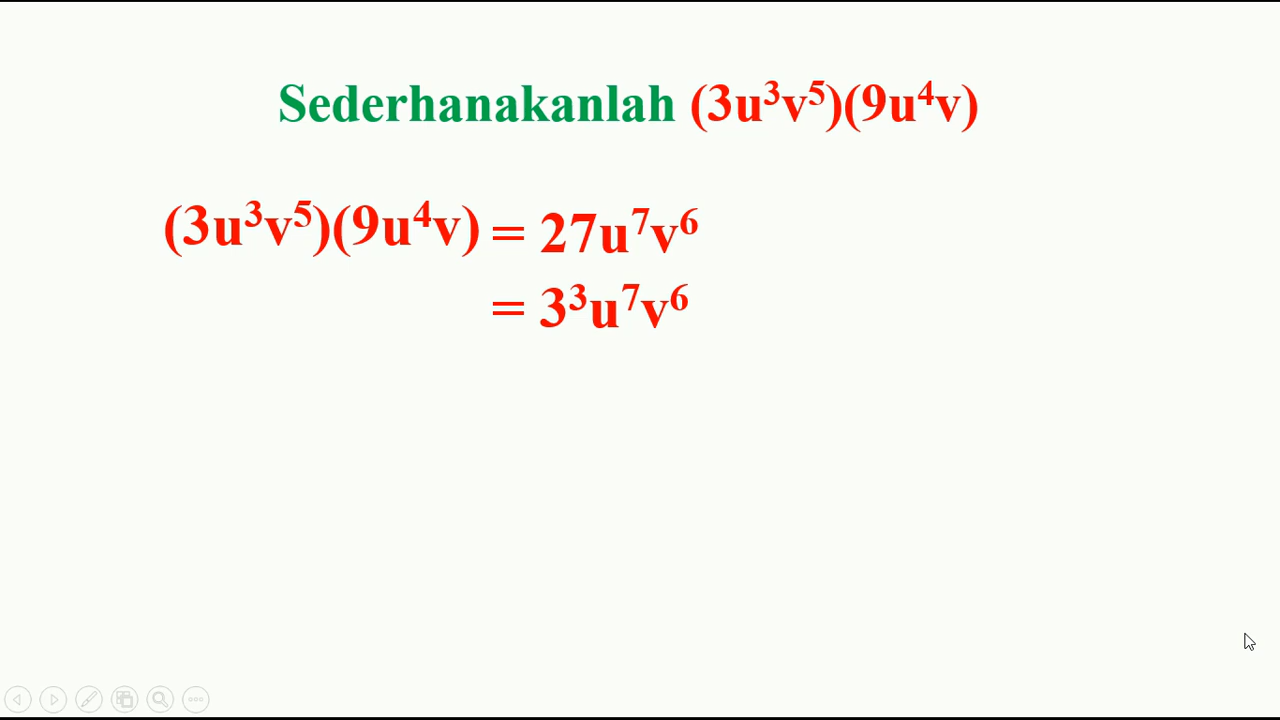 Sederhanakanlah (3u³v⁵)(9u⁴v)
(3u³v⁵)(9u⁴v) = 27u⁷v⁶
= 3³u⁷v⁶